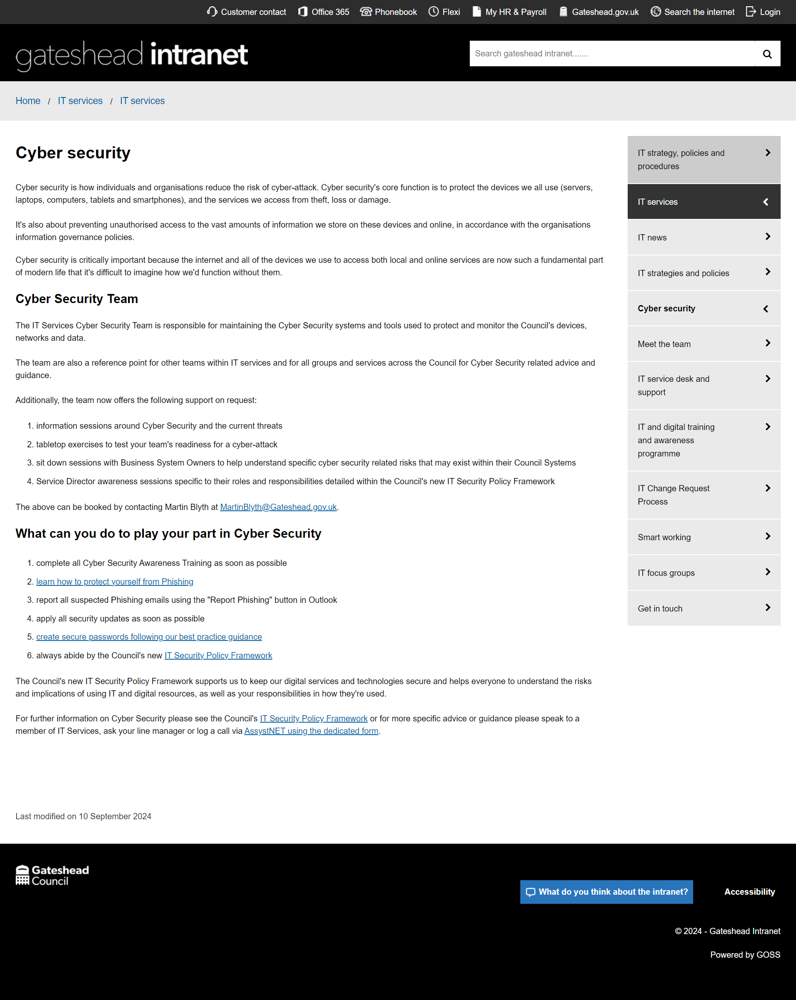 Customer contact Office 365 Phonebook Flexi My HR & Payroll Gateshead.gov.uk Search the internet Login
gateshead intranet
Search gateshead intranet.......
Home / IT services / IT services
Cyber security
Cyber security is how individuals and organisations reduce the risk of cyber-attack. Cyber security's core function is to protect the devices we all use (servers,
laptops, computers, tablets and smartphones), and the services we access from theft, loss or damage.
It's also about preventing unauthorised access to the vast amounts of information we store on these devices and online, in accordance with the organisations
information governance policies.
Cyber security is critically important because the internet and all of the devices we use to access both local and online services are now such a fundamental part
of modern life that it's difficult to imagine how we'd function without them.
Cyber Security Team
The IT Services Cyber Security Team is responsible for maintaining the Cyber Security systems and tools used to protect and monitor the Council's devices,
networks and data.
The team are also a reference point for other teams within IT services and for all groups and services across the Council for Cyber Security related advice and
guidance.
Additionally, the team now offers the following support on request:
1. information sessions around Cyber Security and the current threats
2. tabletop exercises to test your team's readiness for a cyber-attack
3. sit down sessions with Business System Owners to help understand specific cyber security related risks that may exist within their Council Systems
4. Service Director awareness sessions specific to their roles and responsibilities detailed within the Council's new IT Security Policy Framework
The above can be booked by contacting Martin Blyth at MartinBlyth@Gateshead.gov.uk.
What can you do to play your part in Cyber Security
1. complete all Cyber Security Awareness Training as soon as possible
2. learn how to protect yourself from Phishing
3. report all suspected Phishing emails using the "Report Phishing" button in Outlook
4. apply all security updates as soon as possible
5. create secure passwords following our best practice guidance
6. always abide by the Council's new IT Security Policy Framework
The Council's new IT Security Policy Framework supports us to keep our digital services and technologies secure and helps everyone to understand the risks
and implications of using IT and digital resources, as well as your responsibilities in how they're used.
For further information on Cyber Security please see the Council's IT Security Policy Framework or for more specific advice or guidance please speak to a
member of IT Services, ask your line manager or log a call via AssystNET using the dedicated form.
Last modified on 10 September 2024
IT strategy, policies and
procedures
IT services
IT news
IT strategies and policies
Cyber security
Meet the team
IT service desk and
support
IT and digital training
and awareness
programme
IT Change Request
Process
Smart working
IT focus groups
Get in touch
Gateshead
Council
What do you think about the intranet?
Accessibility
© 2024 - Gateshead Intranet
Powered by GOSS